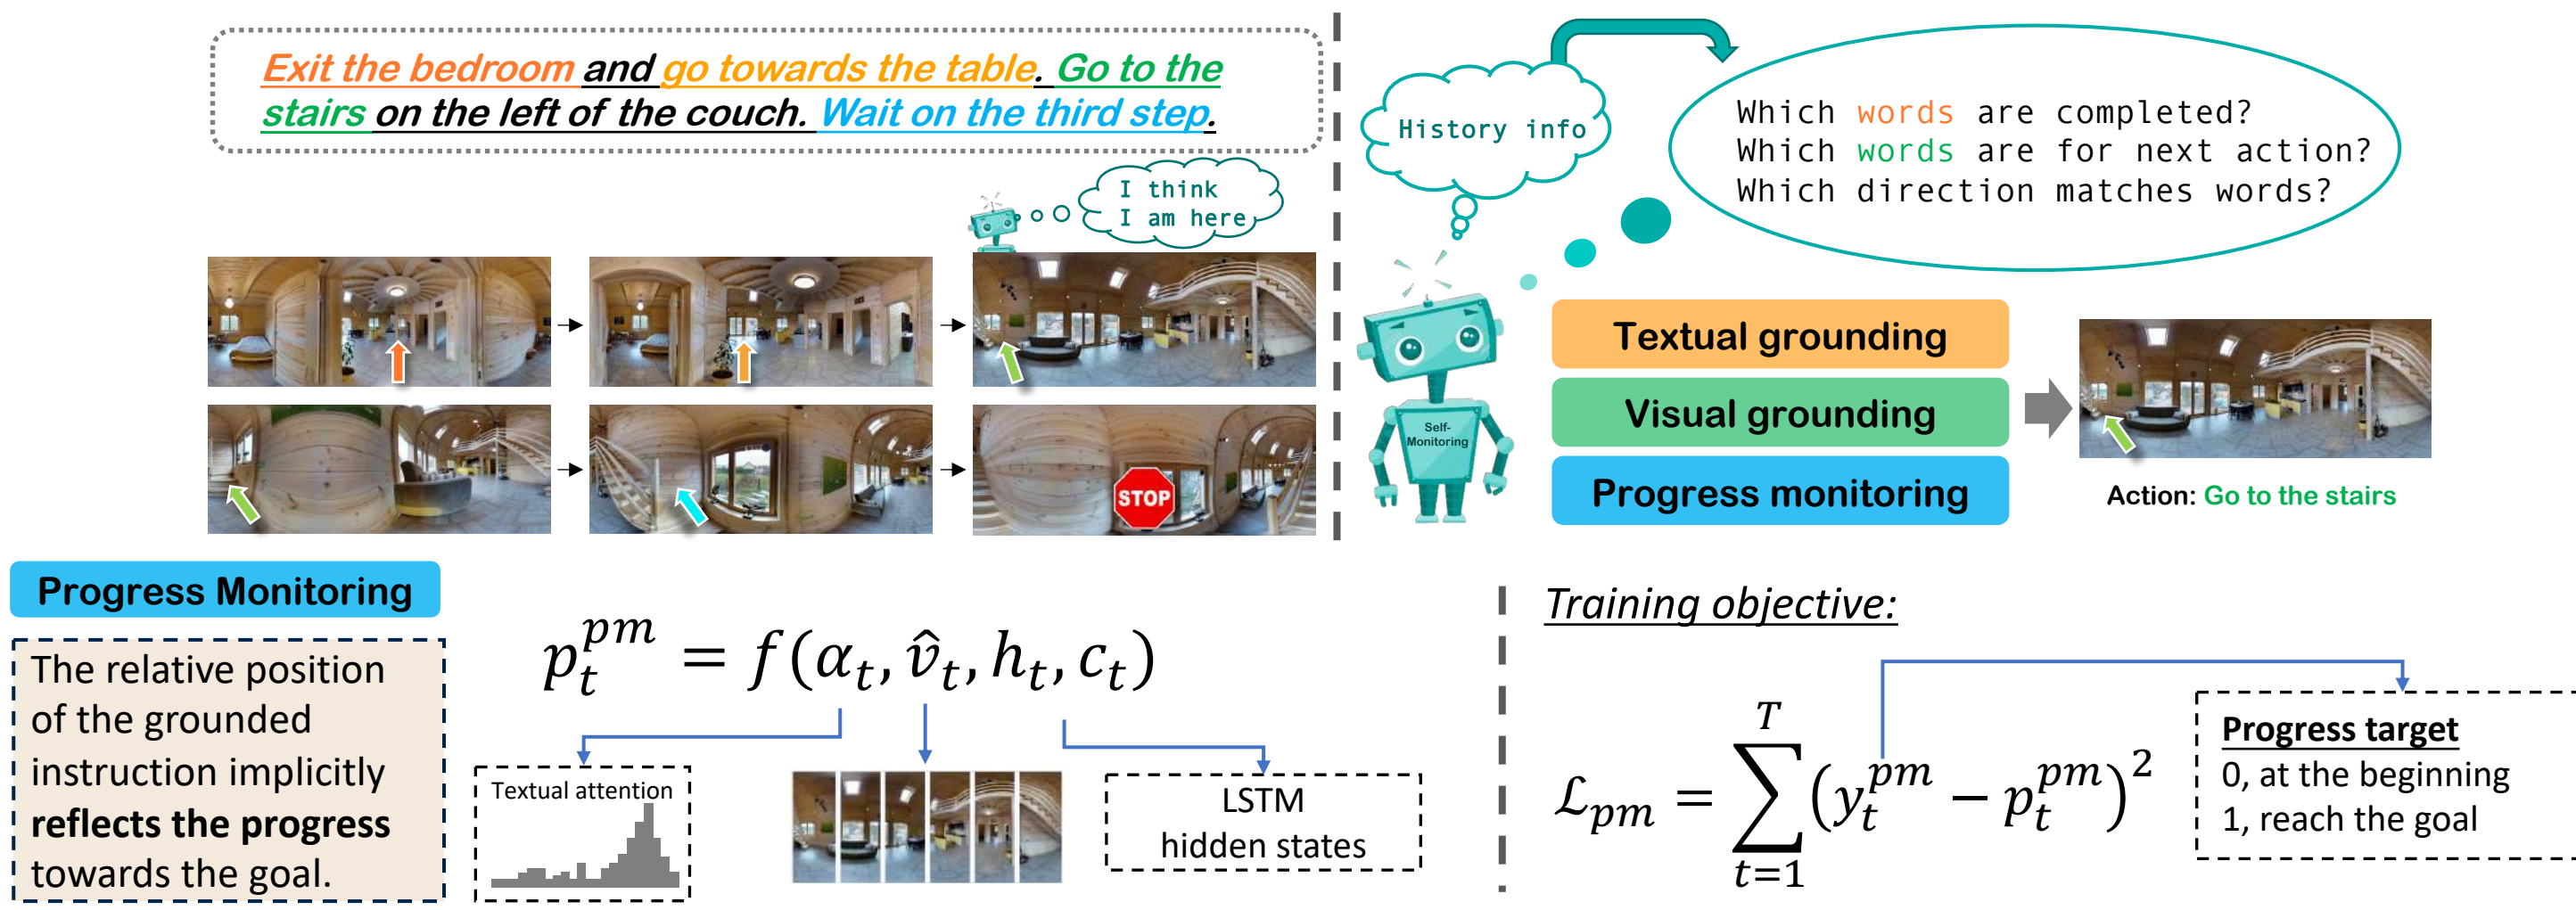 Exit the bedroom and go towards the table. Go to the
stairs on the left of the couch. Wait on the third step.
I think
I am here
STOP
History info
Which words are completed?
Which words are for next action?
Which direction matches words?
Self-
Monitoring
Textual grounding
Visual grounding
Progress monitoring
Action: Go to the stairs
Progress Monitoring
The relative position
of the grounded
instruction implicitly
reflects the progress
towards the goal.
p_t^{pm} = f(α_t, v̂_t, h_t, c_t)
Textual attention
LSTM
hidden states
Training objective:
ℒ_{pm} = ∑_{t=1}^{T} (y_t^{pm} − p_t^{pm})^2
Progress target
0, at the beginning
1, reach the goal